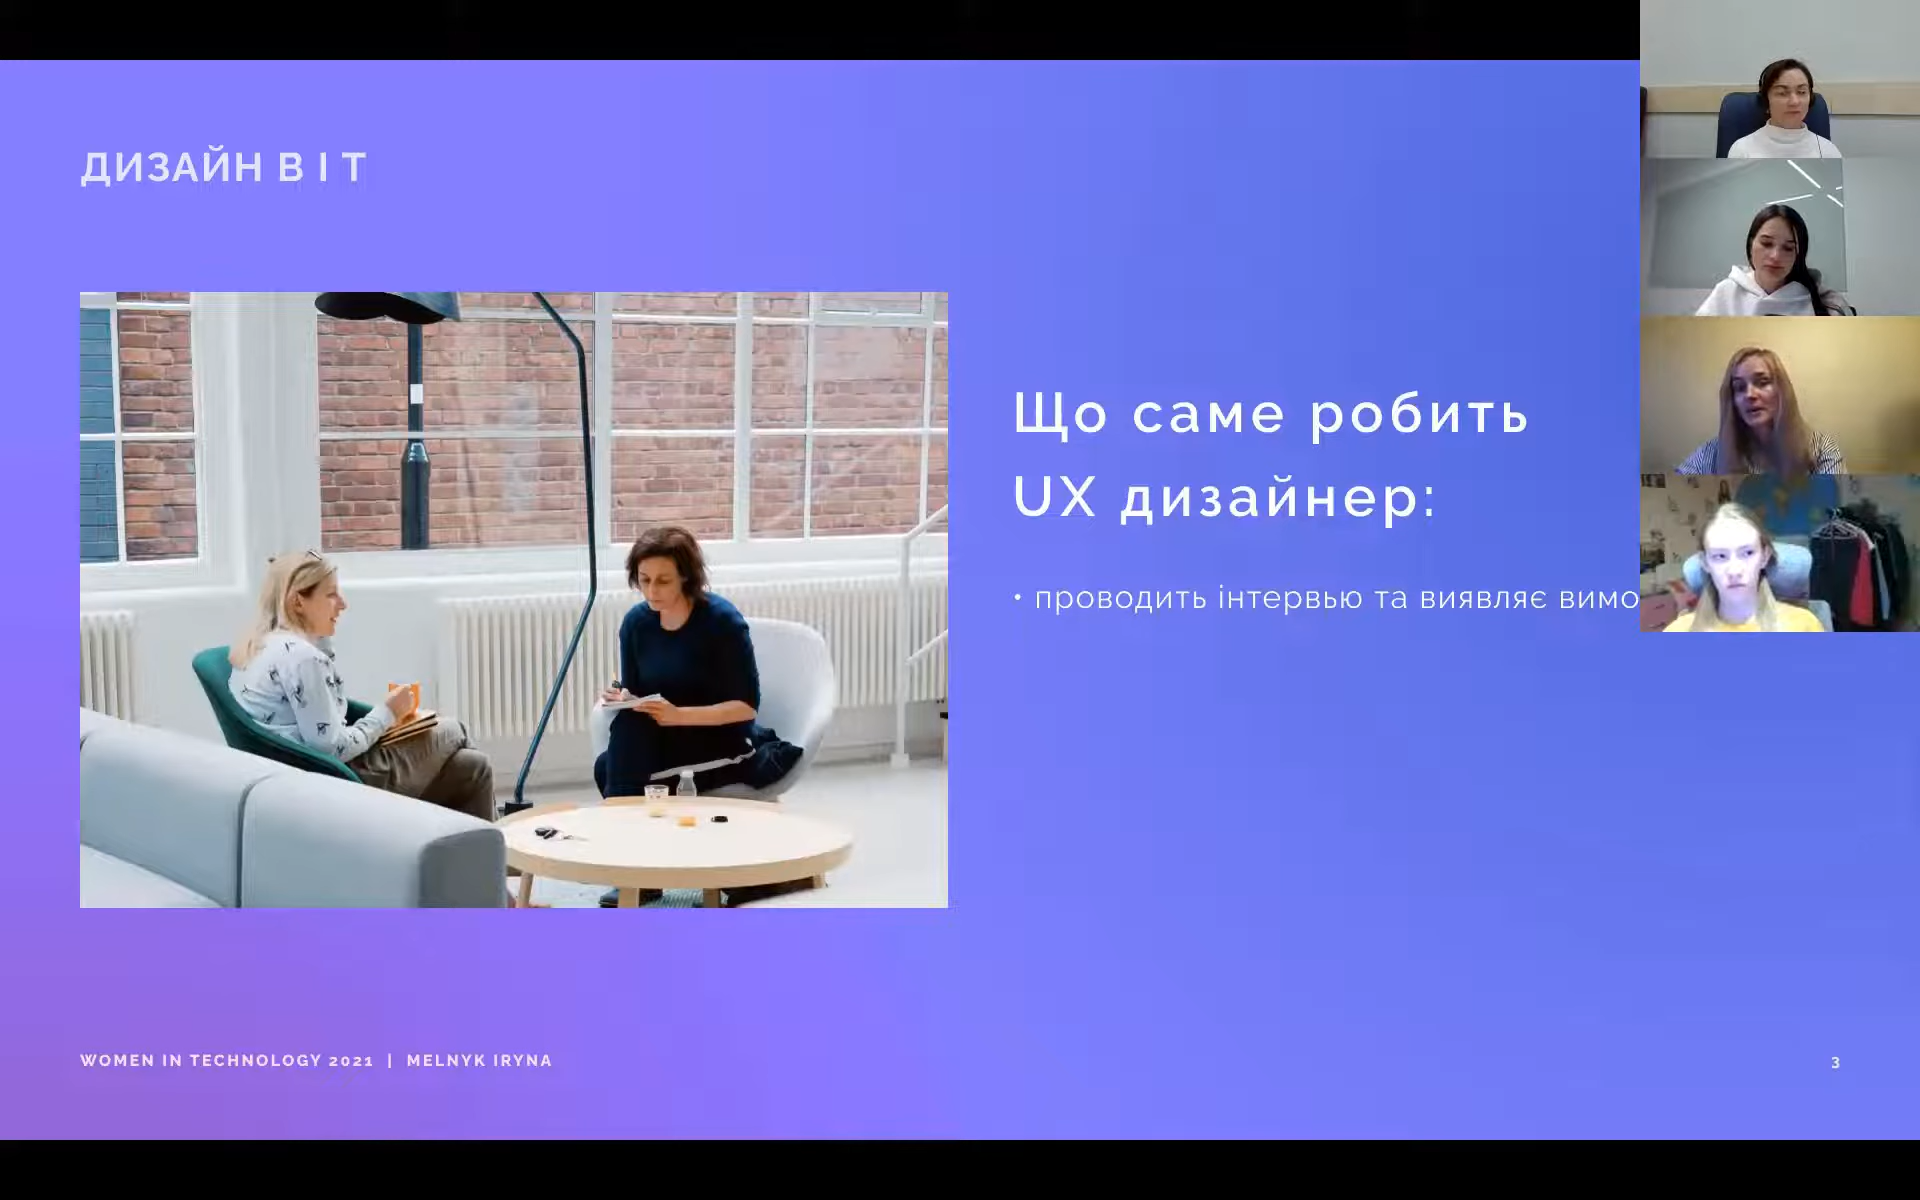 ДИЗАЙН В І Т
Що саме робить
UX дизайнер:
• проводить інтервью та виявляє вимо
WOMEN IN TECHNOLOGY 2021 | MELNYK IRYNA
3